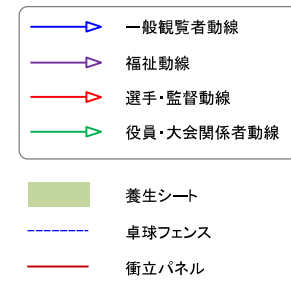 一般観覧者動線
福祉動線
選手・監督動線
役員・大会関係者動線
養生シート
卓球フェンス
衝立パネル